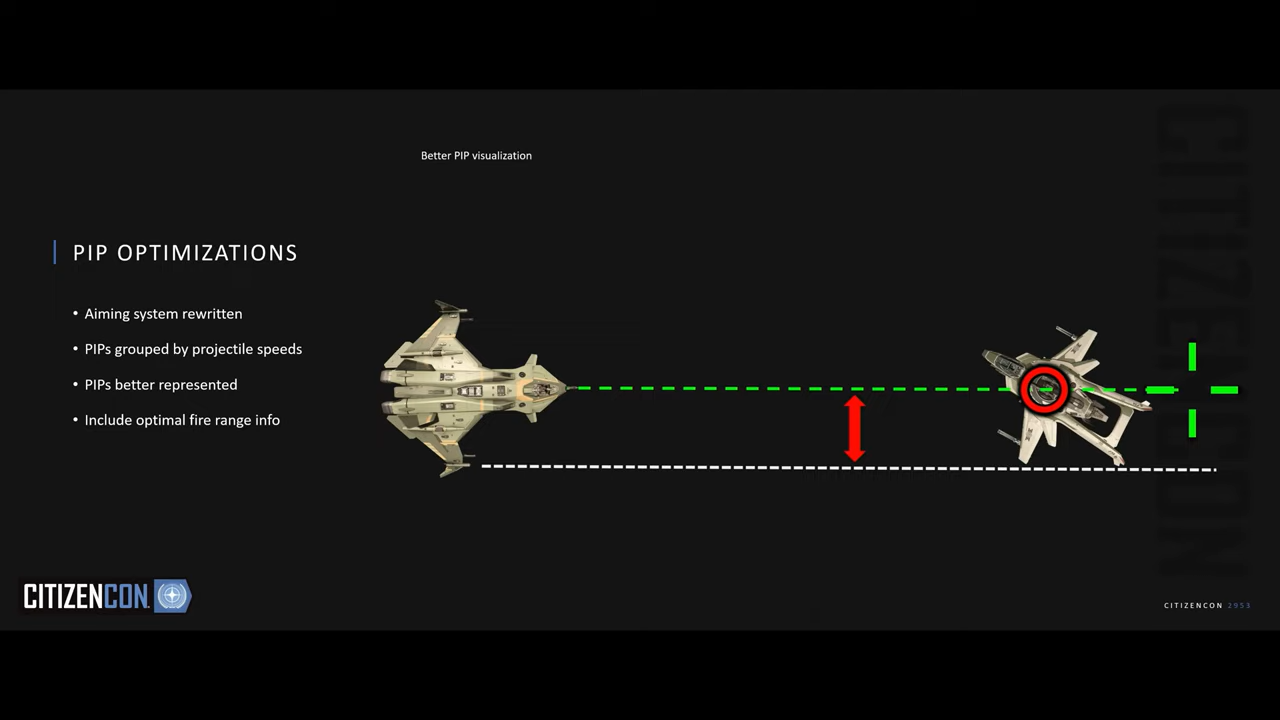 Better PIP visualization
PIP OPTIMIZATIONS
• Aiming system rewritten
• PIPs grouped by projectile speeds
• PIPs better represented
• Include optimal fire range info
CITIZENCON
CITIZENCON
CITIZENCON 2953